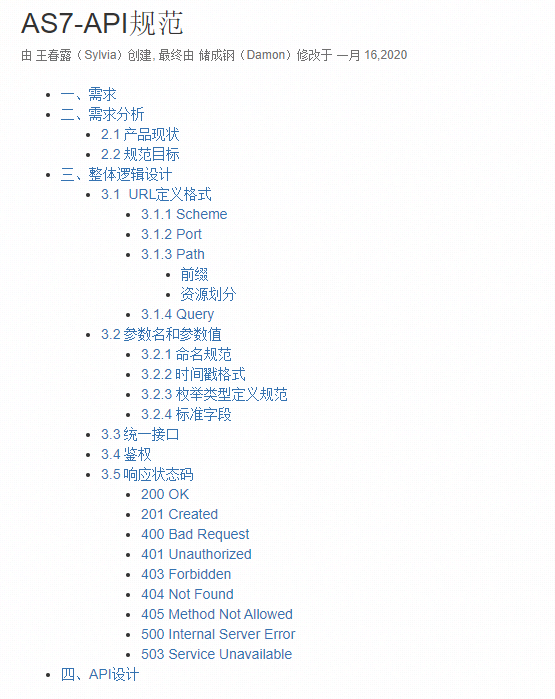 AS7-API规范
由 王春露（Sylvia）创建, 最终由 储成钢（Damon）修改于 一月 16,2020
一、需求
二、需求分析
2.1 产品现状
2.2 规范目标
三、整体逻辑设计
3.1 URL定义格式
3.1.1 Scheme
3.1.2 Port
3.1.3 Path
前缀
资源划分
3.1.4 Query
3.2 参数名和参数值
3.2.1 命名规范
3.2.2 时间戳格式
3.2.3 枚举类型定义规范
3.2.4 标准字段
3.3 统一接口
3.4 鉴权
3.5 响应状态码
200 OK
201 Created
400 Bad Request
401 Unauthorized
403 Forbidden
404 Not Found
405 Method Not Allowed
500 Internal Server Error
503 Service Unavailable
四、API设计